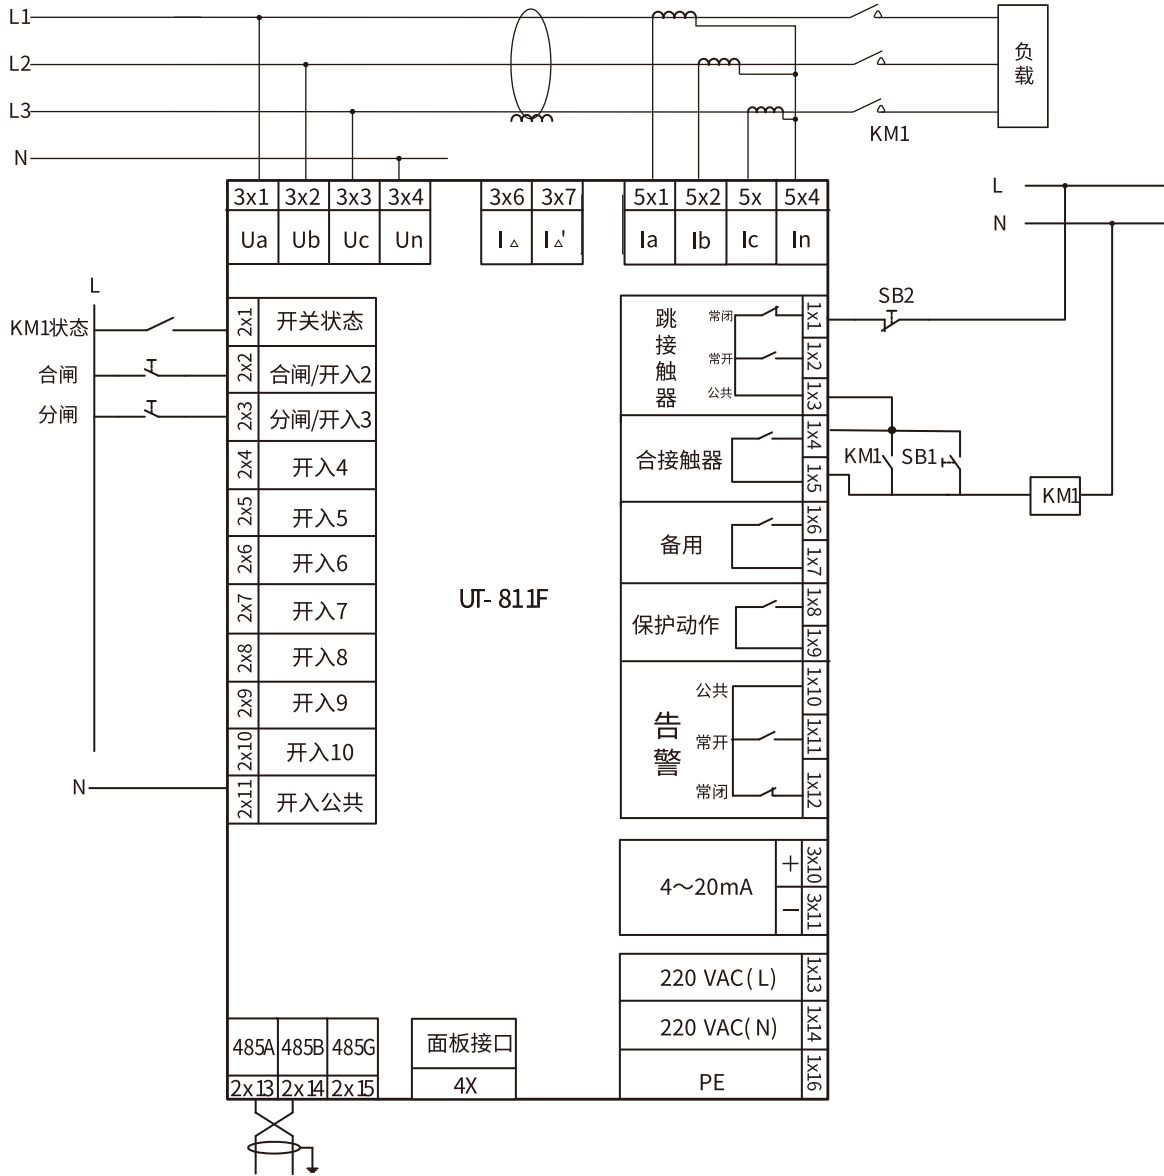 L1
L2
L3
N
负载
KM1
3x1 3x2 3x3 3x4
Ua Ub Uc Un
3x6 3x7
I△ I△'
5x1 5x2 5x 5x4
Ia Ib Ic In
L
N
L
KM1状态
合闸
分闸
N
2x1 开关状态
2x2 合闸/开入2
2x3 分闸/开入3
2x4 开入4
2x5 开入5
2x6 开入6
2x7 开入7
2x8 开入8
2x9 开入9
2x10 开入10
2x11 开入公共
UT-811F
跳接触器
常闭 1x1
常开 1x2
公共 1x3
合接触器 1x4
1x5
备用 1x6
1x7
保护动作 1x8
1x9
告警
公共 1x10
常开 1x11
常闭 1x12
SB2
KM1 SB1
KM1
4～20mA
+ 3x10
− 3x11
220 VAC(L) 1x13
220 VAC(N) 1x14
PE 1x16
485A 485B 485G
2x13 2x14 2x15
面板接口
4X